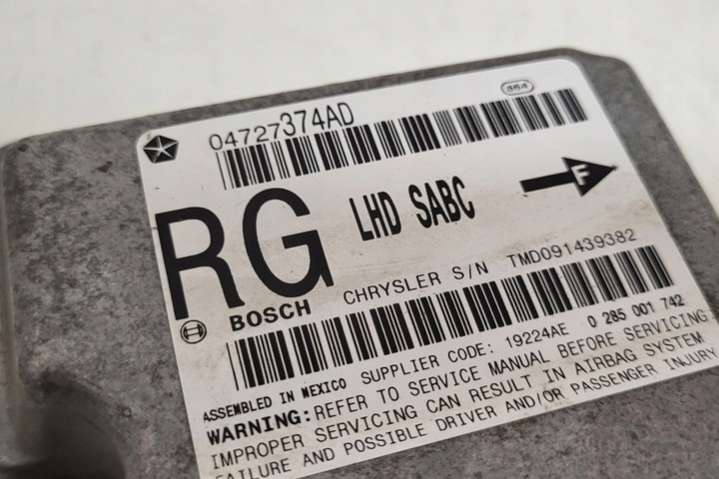 04727374AD
RG LHD SABC F
BOSCH CHRYSLER S/N TMD091439382
ASSEMBLED IN MEXICO SUPPLIER CODE: 19224AE 0 285 001 742
WARNING: REFER TO SERVICE MANUAL BEFORE SERVICING
IMPROPER SERVICING CAN RESULT IN AIRBAG SYSTEM
FAILURE AND POSSIBLE DRIVER AND/OR PASSENGER INJURY